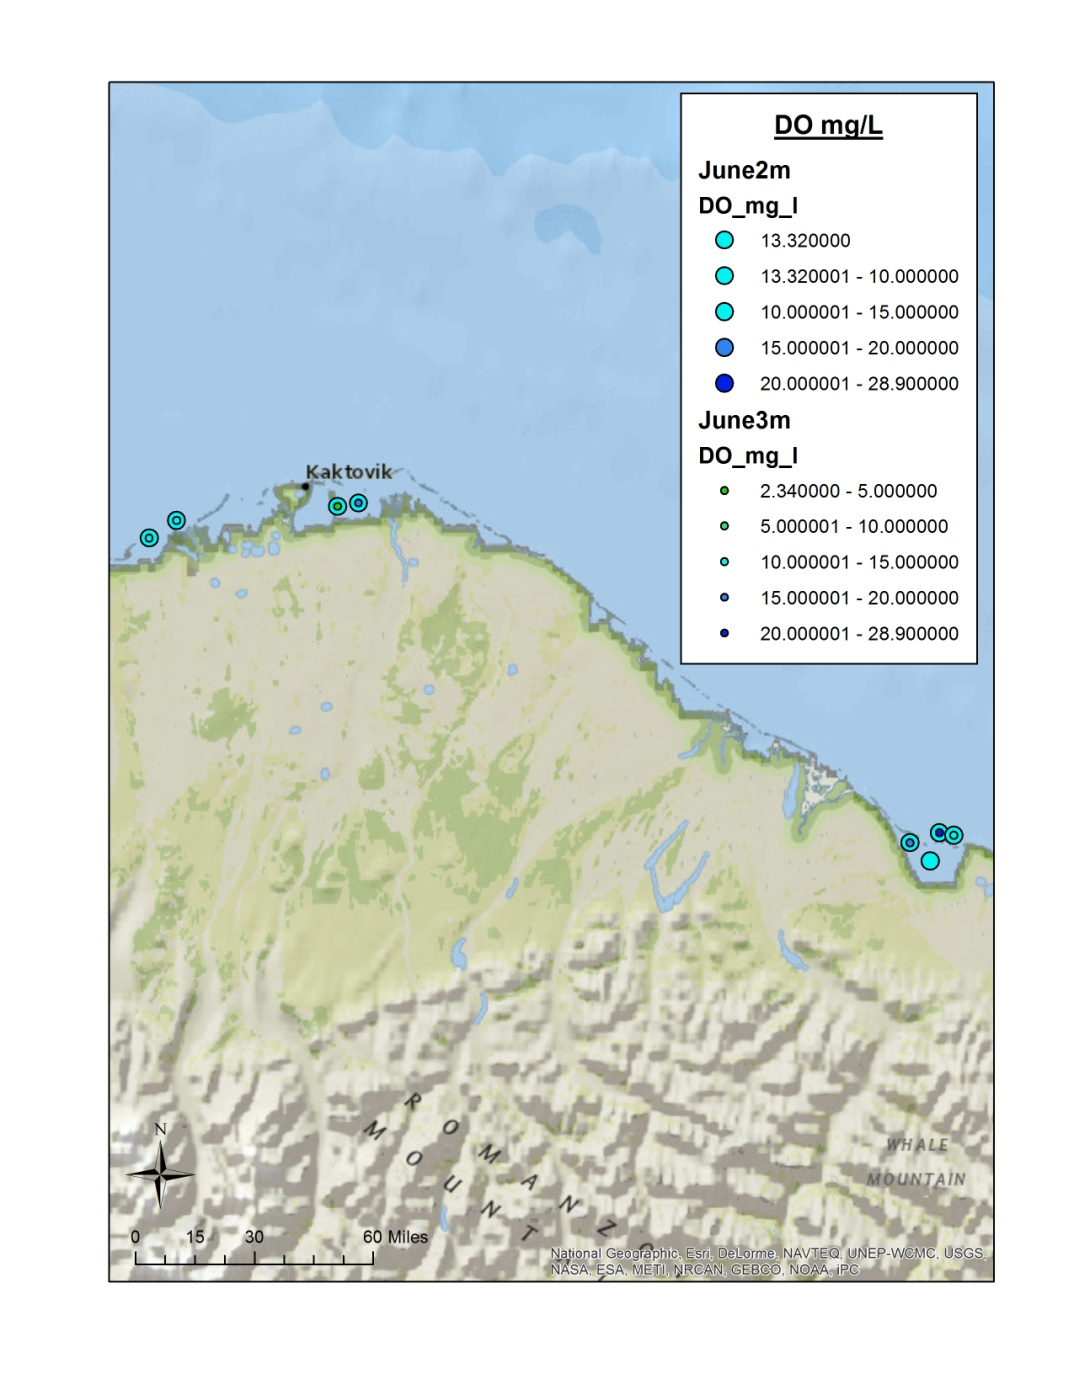 DO mg/L
June2m
DO_mg_l
13.320000
13.320001 - 10.000000
10.000001 - 15.000000
15.000001 - 20.000000
20.000001 - 28.900000
June3m
DO_mg_l
2.340000 - 5.000000
5.000001 - 10.000000
10.000001 - 15.000000
15.000001 - 20.000000
20.000001 - 28.900000
Kaktovik
ROMANZO
MOUNT
WHALE
MOUNTAIN
N
0 15 30 60 Miles
National Geographic, Esri, DeLorme, NAVTEQ, UNEP-WCMC, USGS,
NASA, ESA, METI, NRCAN, GEBCO, NOAA, iPC